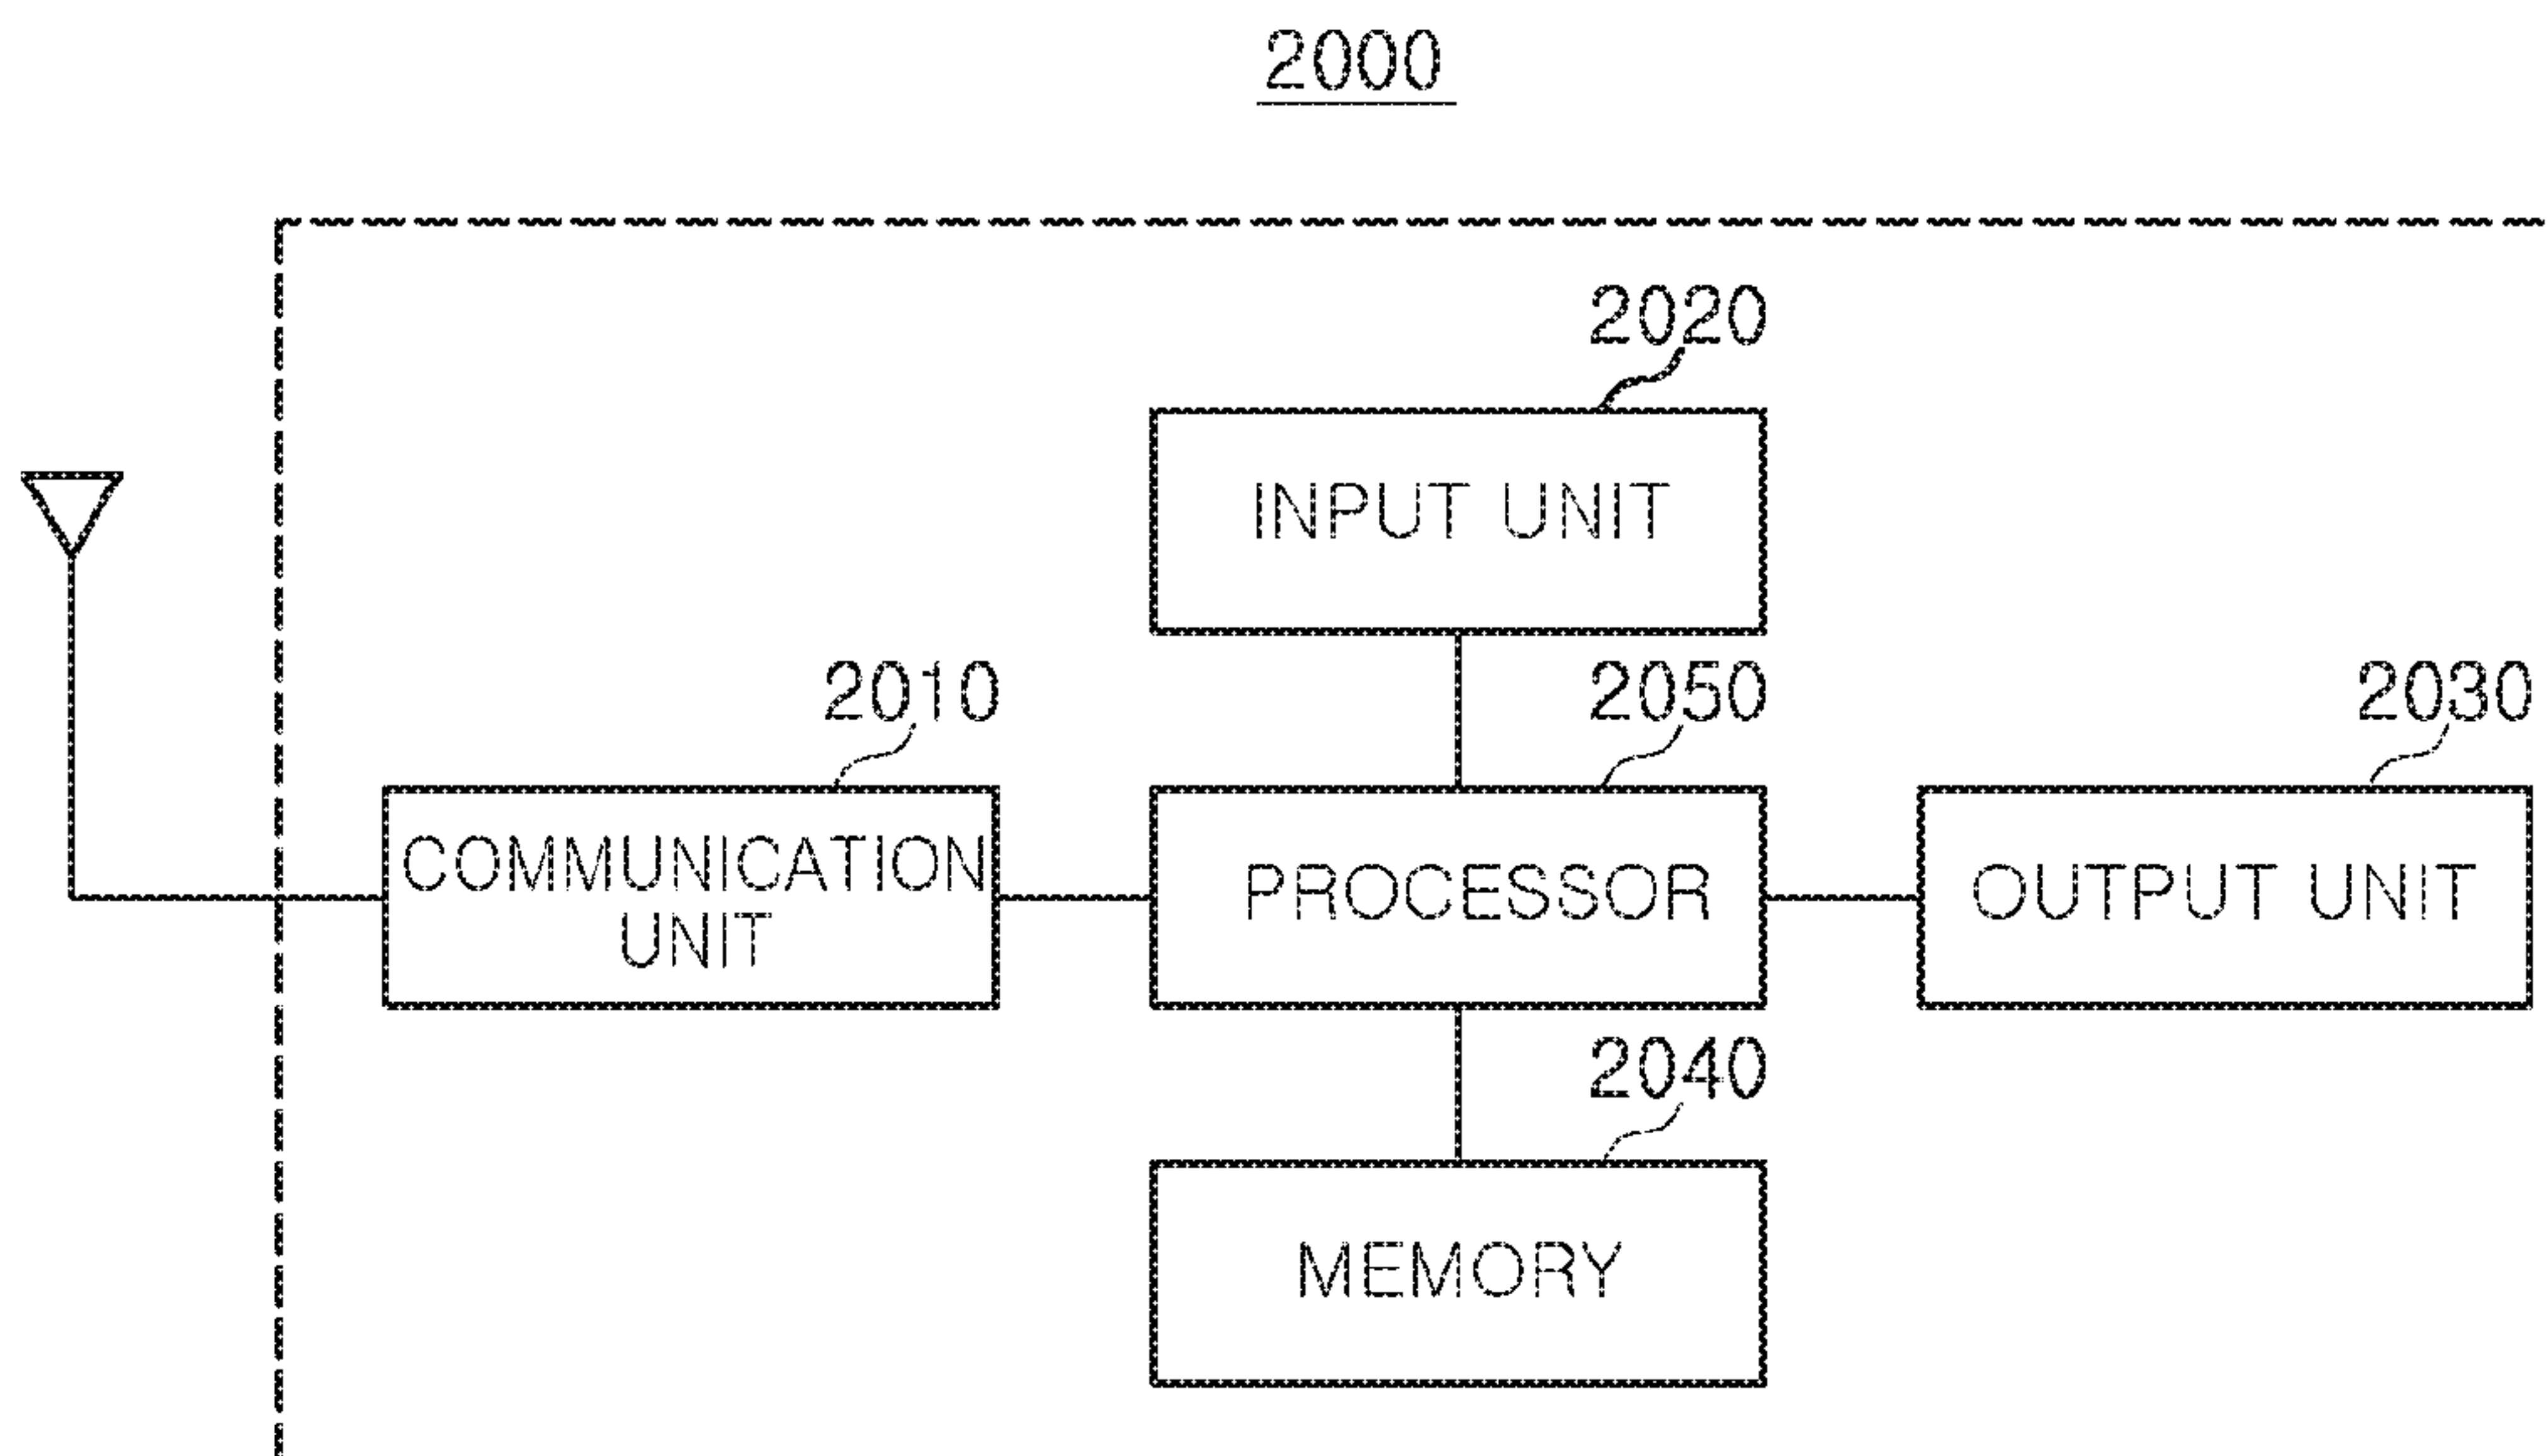 2000
2020
INPUT UNIT
2010
2050
2030
COMMUNICATION
UNIT
PROCESSOR
OUTPUT UNIT
2040
MEMORY